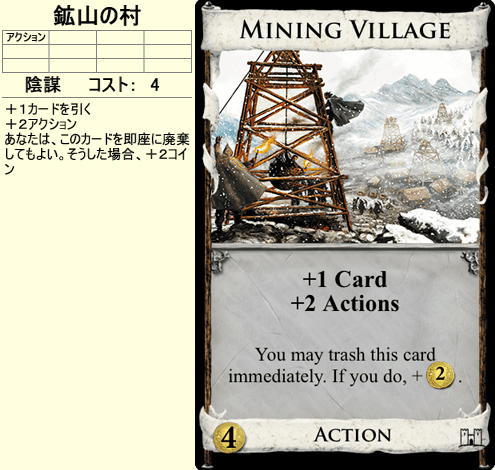 鉱山の村
アクション
陰謀　コスト：　4
＋１カードを引く
＋２アクション
あなたは、このカードを即座に廃棄
してもよい。そうした場合、＋２コイ
ン
MINING VILLAGE
+1 Card
+2 Actions
You may trash this card
immediately. If you do, + 2 .
4 ACTION